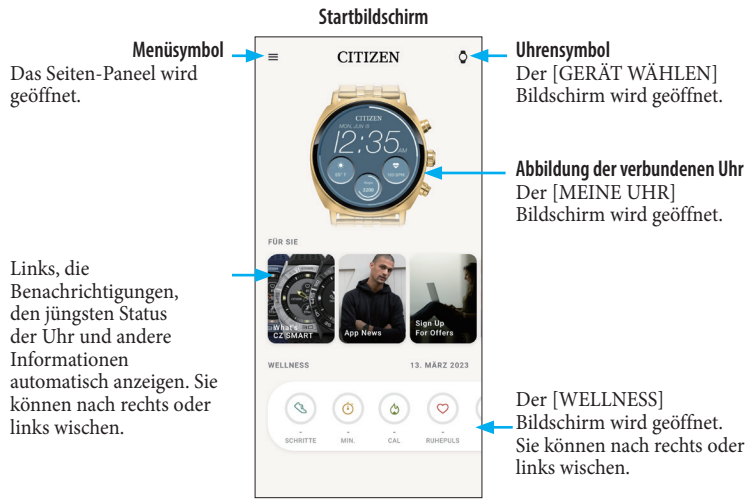 Startbildschirm
Menüsymbol
Das Seiten-Paneel wird
geöffnet.
CITIZEN
Uhrensymbol
Der [GERÄT WÄHLEN]
Bildschirm wird geöffnet.
CITIZEN
12:35
Abbildung der verbundenen Uhr
Der [MEINE UHR]
Bildschirm wird geöffnet.
FÜR SIE
Links, die
Benachrichtigungen,
den jüngsten Status
der Uhr und andere
Informationen
automatisch anzeigen. Sie
können nach rechts oder
links wischen.
What's
CZ SMART
App News
Sign Up
For Offers
WELLNESS
13. MÄRZ 2023
- SCHRITTE
- MIN.
- CAL
- RUHEPULS
Der [WELLNESS]
Bildschirm wird geöffnet.
Sie können nach rechts oder
links wischen.